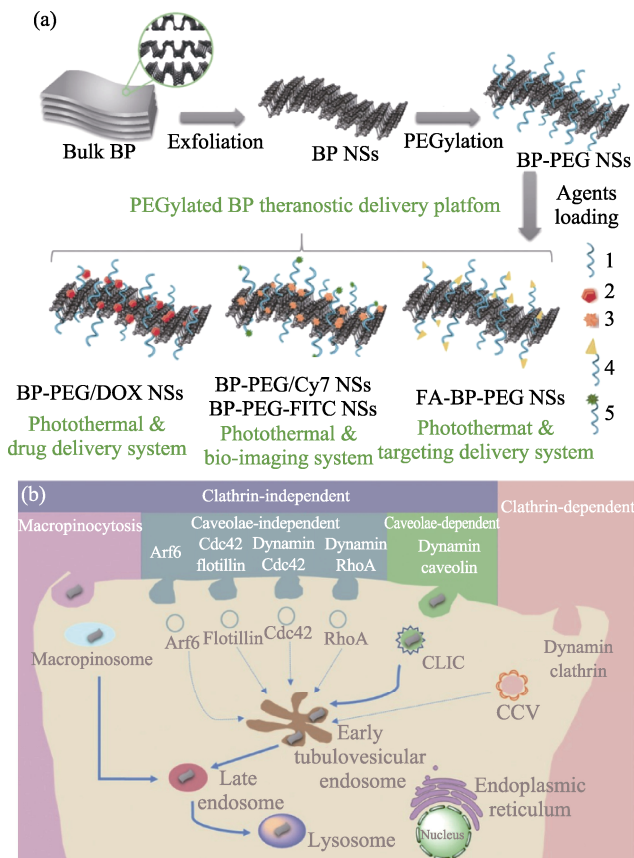 (a)
Bulk BP
Exfoliation
BP NSs
PEGylation
BP-PEG NSs
Agents
loading
PEGylated BP theranostic delivery platfom
1
2
3
4
5
BP-PEG/DOX NSs
Photothermal &
drug delivery system
BP-PEG/Cy7 NSs
BP-PEG-FITC NSs
Photothermal &
bio-imaging system
FA-BP-PEG NSs
Photothermat &
targeting delivery system
(b)
Clathrin-independent
Clathrin-dependent
Macropinocytosis
Caveolae-independent
Caveolae-dependent
Arf6
Cdc42
flotillin
Dynamin
Cdc42
Dynamin
RhoA
Dynamin
caveolin
Macropinosome
Arf6
Flotillin
Cdc42
RhoA
CLIC
Dynamin
clathrin
CCV
Early
tubulovesicular
endosome
Late
endosome
Lysosome
Endoplasmic
reticulum
Nucleus